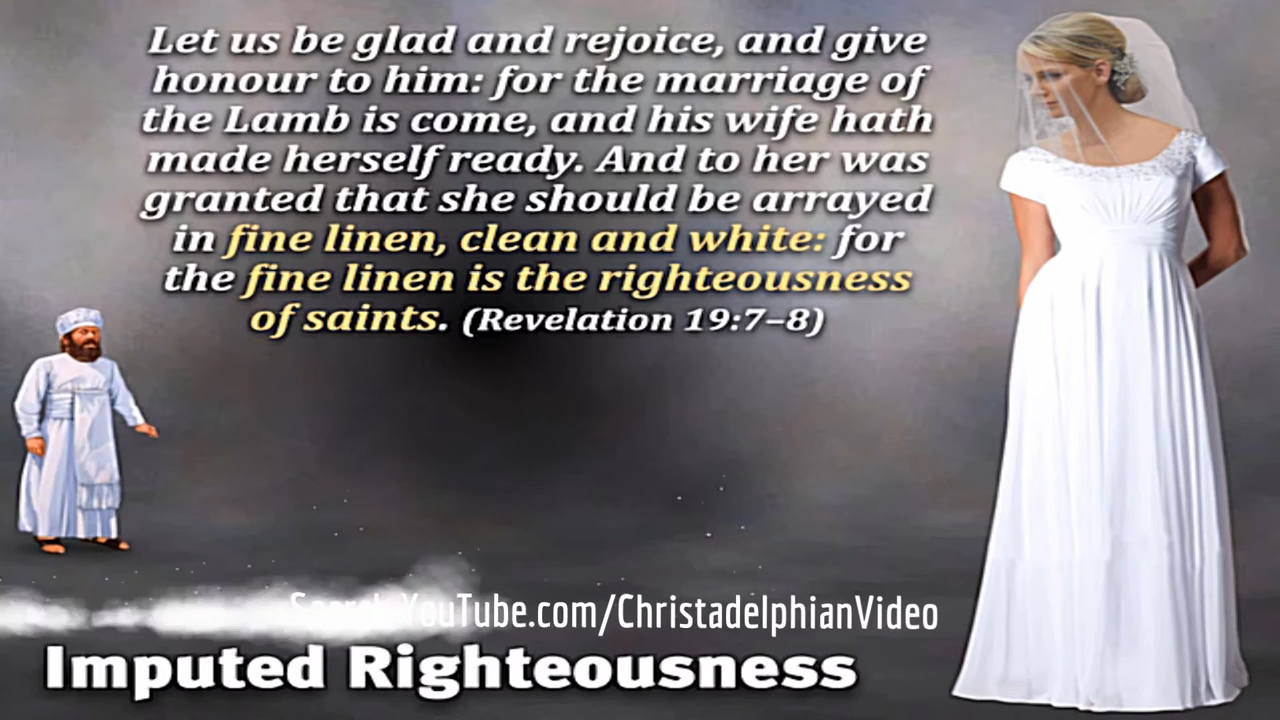 Let us be glad and rejoice, and give
honour to him: for the marriage of
the Lamb is come, and his wife hath
made herself ready. And to her was
granted that she should be arrayed
in fine linen, clean and white: for
the fine linen is the righteousness
of saints. (Revelation 19:7–8)
Search YouTube.com/ChristadelphianVideo
Imputed Righteousness